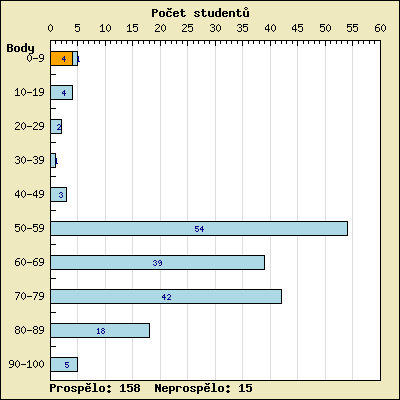 Počet studentů
0 5 10 15 20 25 30 35 40 45 50 55 60
Body
0-9 4 1
10-19 4
20-29 2
30-39 1
40-49 3
50-59 54
60-69 39
70-79 42
80-89 18
90-100 5
Prospělo: 158 Neprospělo: 15